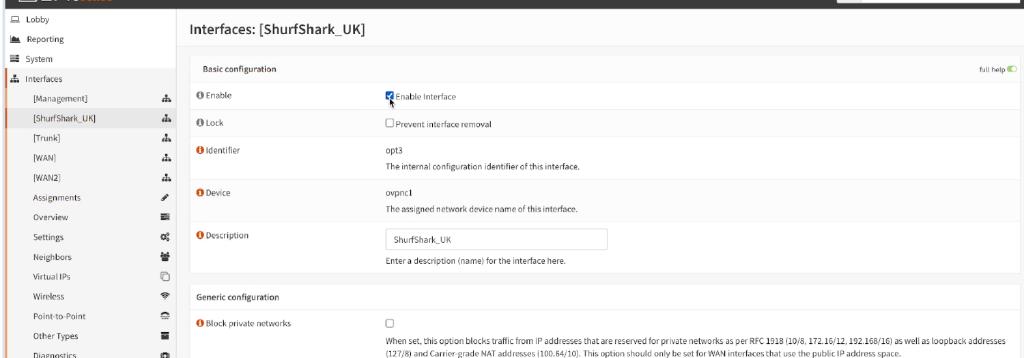 Lobby
Reporting
System
Interfaces
[Management]
[ShurfShark_UK]
[Trunk]
[WAN]
[WAN2]
Assignments
Overview
Settings
Neighbors
Virtual IPs
Wireless
Point-to-Point
Other Types
Diagnostics
Interfaces: [ShurfShark_UK]
Basic configuration
full help
Enable
Enable Interface
Lock
Prevent interface removal
Identifier
opt3
The internal configuration identifier of this interface.
Device
ovpnc1
The assigned network device name of this interface.
Description
ShurfShark_UK
Enter a description (name) for the interface here.
Generic configuration
Block private networks
When set, this option blocks traffic from IP addresses that are reserved for private networks as per RFC 1918 (10/8, 172.16/12, 192.168/16) as well as loopback addresses
(127/8) and Carrier-grade NAT addresses (100.64/10). This option should only be set for WAN interfaces that use the public IP address space.